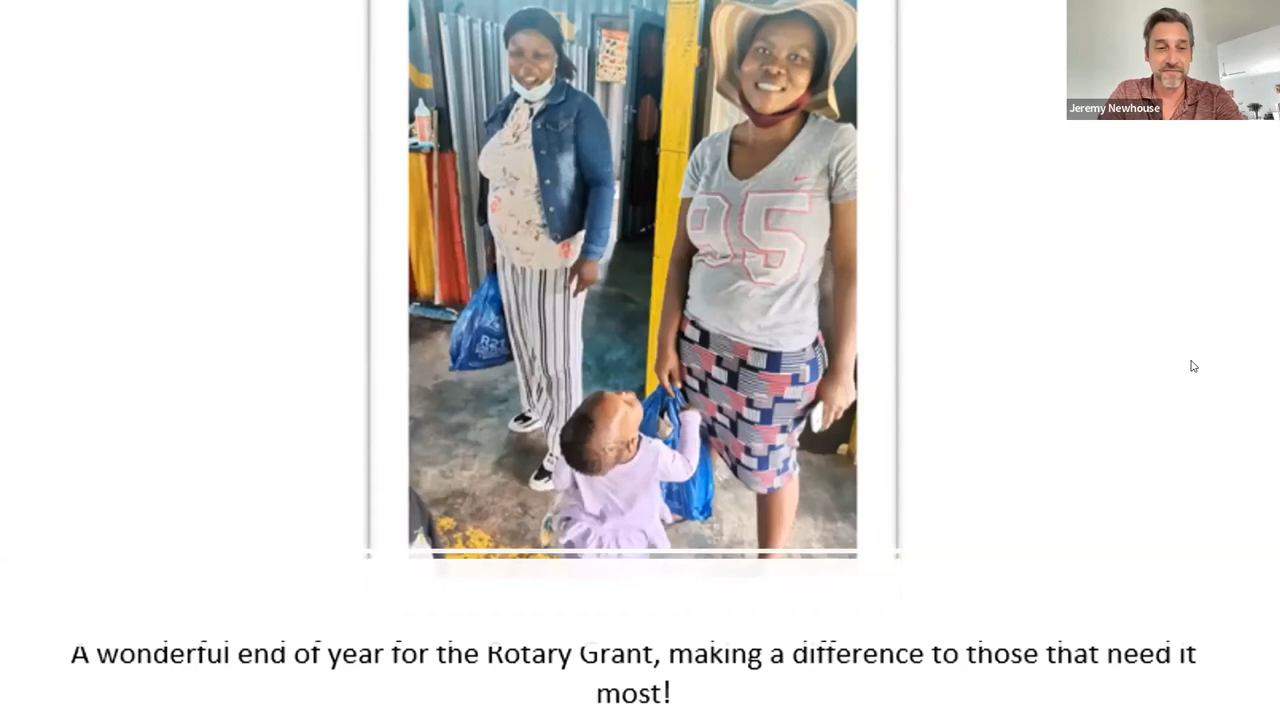 Jeremy Newhouse
95
R21
A wonderful end of year for the Rotary Grant, making a difference to those that need it
most!